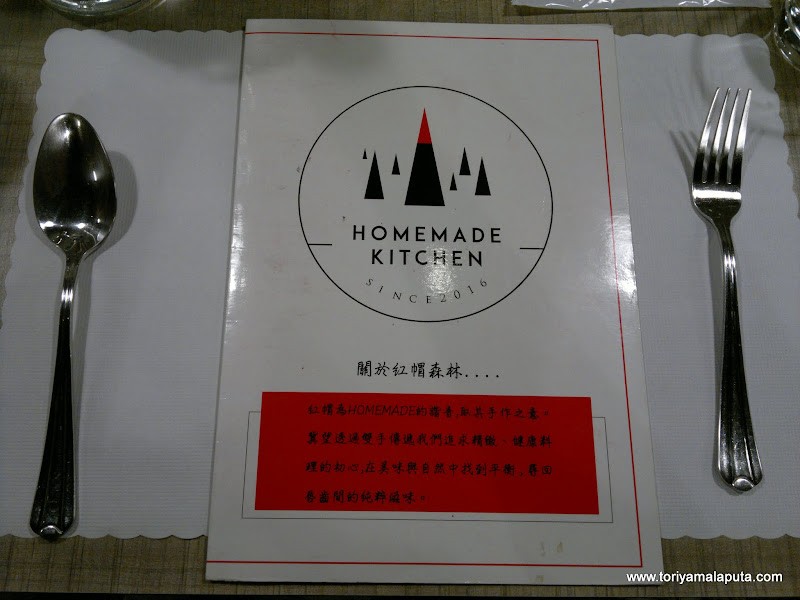 HOMEMADE
KITCHEN
SINCE 2016
關於紅帽森林....
紅帽為HOMEMADE的諧音,取其手作之意。
冀望透過雙手傳遞我們追求精緻、健康料
理的初心,在美味與自然中找到平衡,尋回
唇齒間的純粹滋味。
www.toriyamalaputa.com